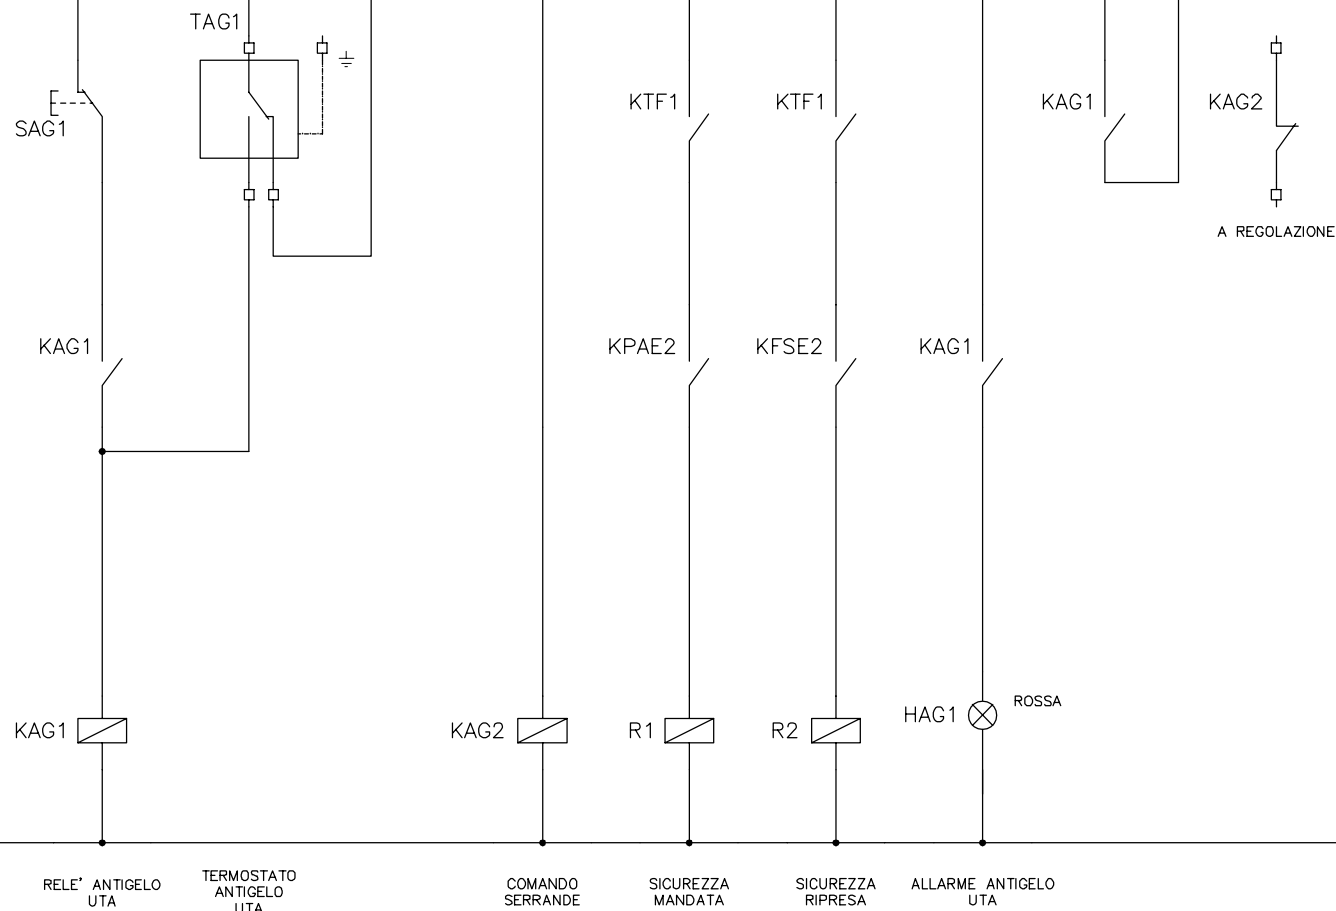 TAG1
SAG1
KTF1
KTF1
KAG1
KAG2
A REGOLAZIONE
KAG1
KPAE2
KFSE2
KAG1
KAG1
KAG2
R1
R2
HAG1
ROSSA
RELE' ANTIGELO
UTA
TERMOSTATO
ANTIGELO
UTA
COMANDO
SERRANDE
SICUREZZA
MANDATA
SICUREZZA
RIPRESA
ALLARME ANTIGELO
UTA